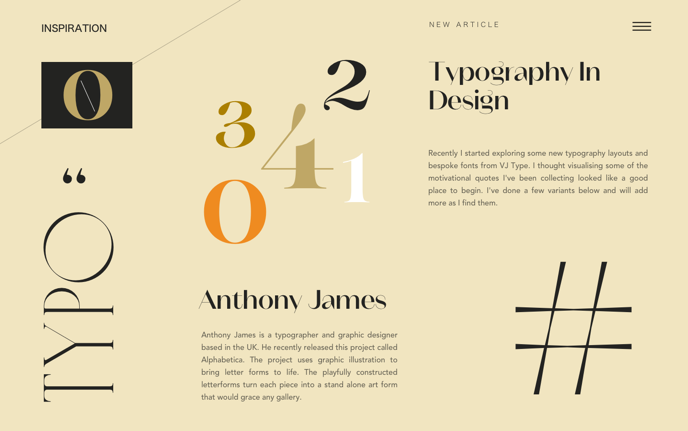 INSPIRATION
NEW ARTICLE
0
“
TYPO
2
3
4
1
0
Typography In
Design
Recently I started exploring some new typography layouts and
bespoke fonts from VJ Type. I thought visualising some of the
motivational quotes I've been collecting looked like a good
place to begin. I've done a few variants below and will add
more as I find them.
Anthony James
Anthony James is a typographer and graphic designer
based in the UK. He recently released this project called
Alphabetica. The project uses graphic illustration to
bring letter forms to life. The playfully constructed
letterforms turn each piece into a stand alone art form
that would grace any gallery.
#